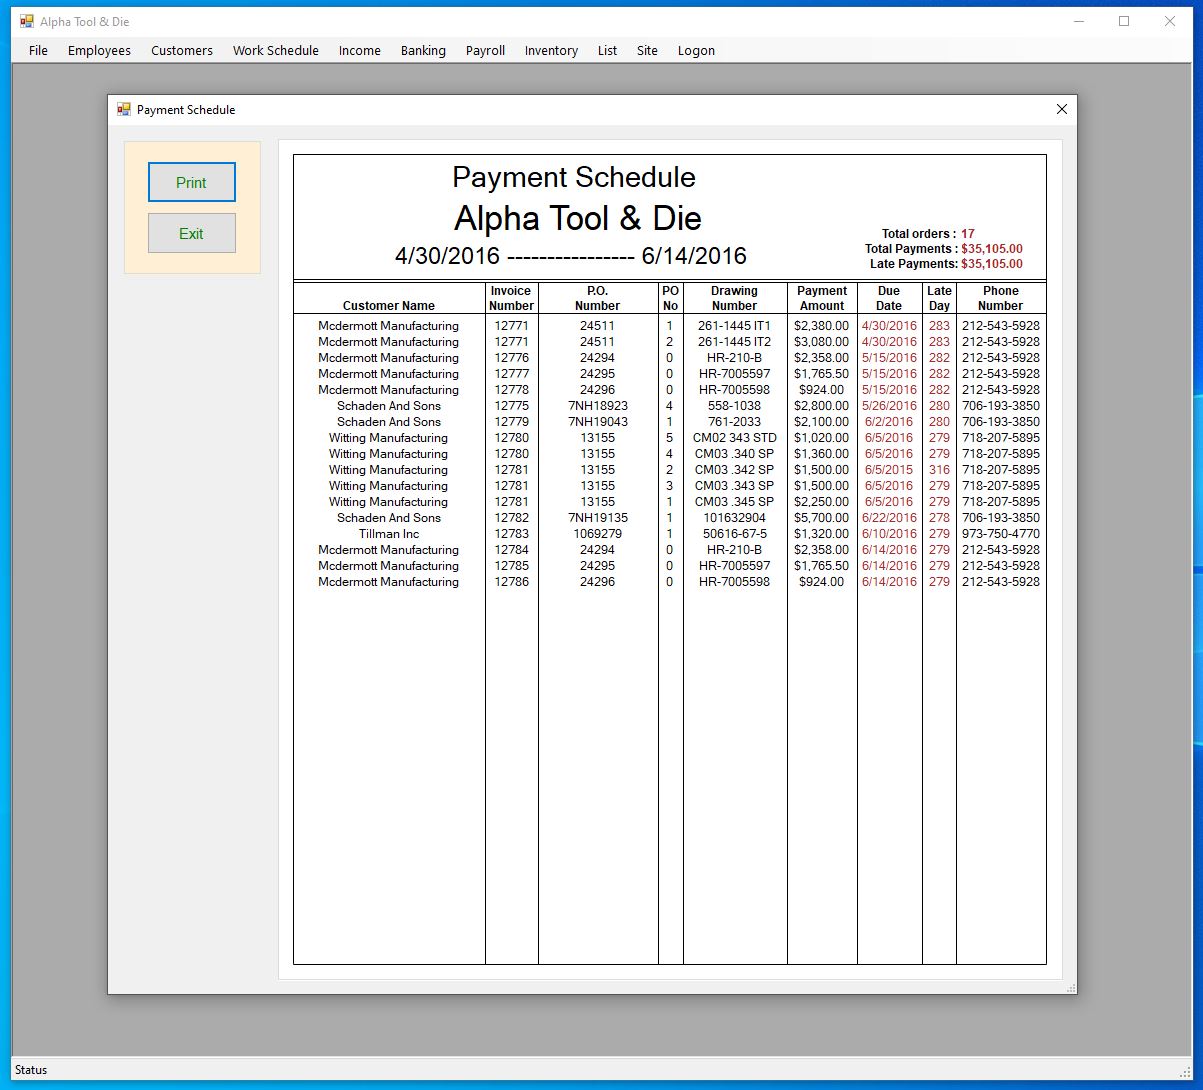 Alpha Tool & Die
File Employees Customers Work Schedule Income Banking Payroll Inventory List Site Logon
Payment Schedule
Print
Exit
Payment Schedule
Alpha Tool & Die
4/30/2016 ---------------- 6/14/2016
Total orders : 17
Total Payments : $35,105.00
Late Payments: $35,105.00
Customer Name Invoice Number P.O. Number PO No Drawing Number Payment Amount Due Date Late Day Phone Number
Mcdermott Manufacturing 12771 24511 1 261-1445 IT1 $2,380.00 4/30/2016 283 212-543-5928
Mcdermott Manufacturing 12771 24511 2 261-1445 IT2 $3,080.00 4/30/2016 283 212-543-5928
Mcdermott Manufacturing 12776 24294 0 HR-210-B $2,358.00 5/15/2016 282 212-543-5928
Mcdermott Manufacturing 12777 24295 0 HR-7005597 $1,765.50 5/15/2016 282 212-543-5928
Mcdermott Manufacturing 12778 24296 0 HR-7005598 $924.00 5/15/2016 282 212-543-5928
Schaden And Sons 12775 7NH18923 4 558-1038 $2,800.00 5/26/2016 280 706-193-3850
Schaden And Sons 12779 7NH19043 1 761-2033 $2,100.00 6/2/2016 280 706-193-3850
Witting Manufacturing 12780 13155 5 CM02 343 STD $1,020.00 6/5/2016 279 718-207-5895
Witting Manufacturing 12780 13155 4 CM03 .340 SP $1,360.00 6/5/2016 279 718-207-5895
Witting Manufacturing 12781 13155 2 CM03 .342 SP $1,500.00 6/5/2015 316 718-207-5895
Witting Manufacturing 12781 13155 3 CM03 .343 SP $1,500.00 6/5/2016 279 718-207-5895
Witting Manufacturing 12781 13155 1 CM03 .345 SP $2,250.00 6/5/2016 279 718-207-5895
Schaden And Sons 12782 7NH19135 1 101632904 $5,700.00 6/22/2016 278 706-193-3850
Tillman Inc 12783 1069279 1 50616-67-5 $1,320.00 6/10/2016 279 973-750-4770
Mcdermott Manufacturing 12784 24294 0 HR-210-B $2,358.00 6/14/2016 279 212-543-5928
Mcdermott Manufacturing 12785 24295 0 HR-7005597 $1,765.50 6/14/2016 279 212-543-5928
Mcdermott Manufacturing 12786 24296 0 HR-7005598 $924.00 6/14/2016 279 212-543-5928
Status